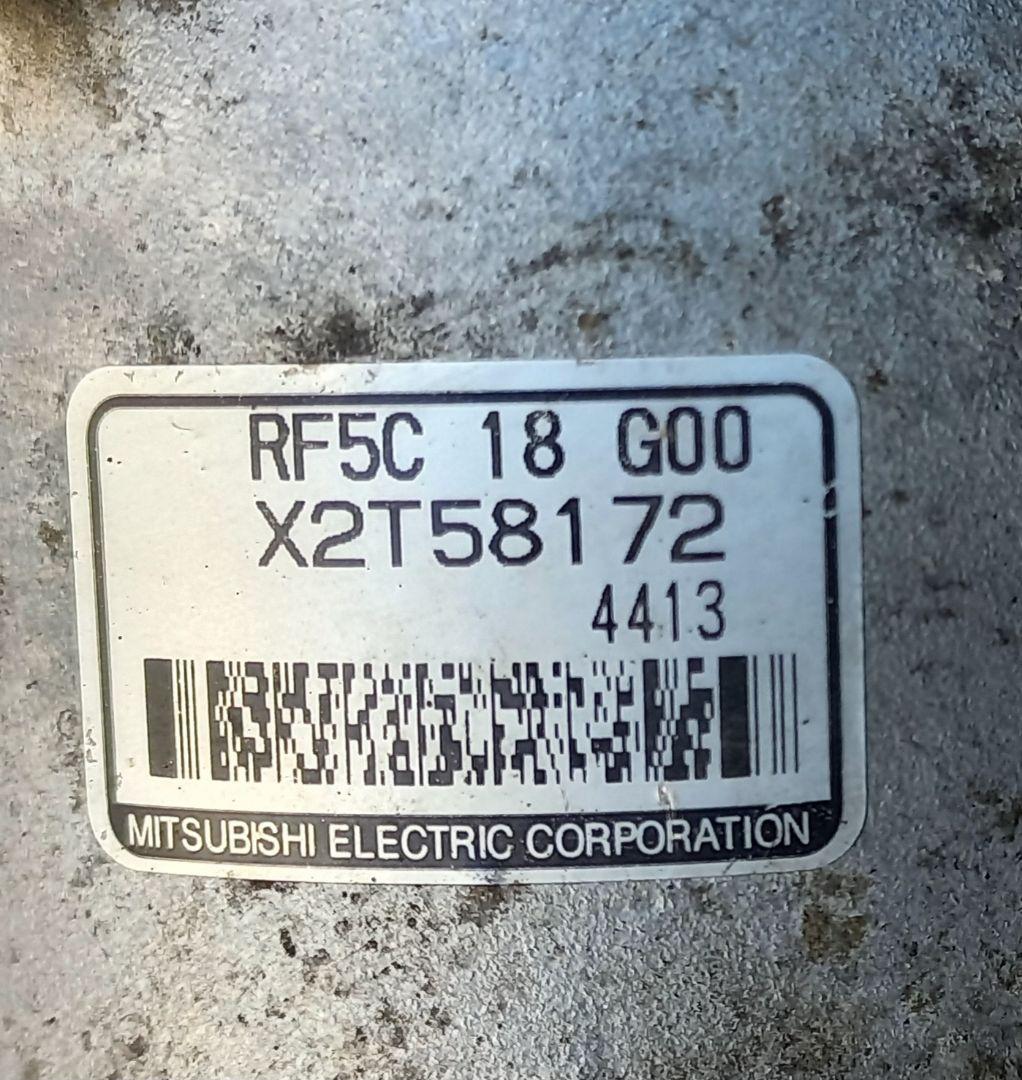 RF5C 18 G00
X2T58172
4413
MITSUBISHI ELECTRIC CORPORATION